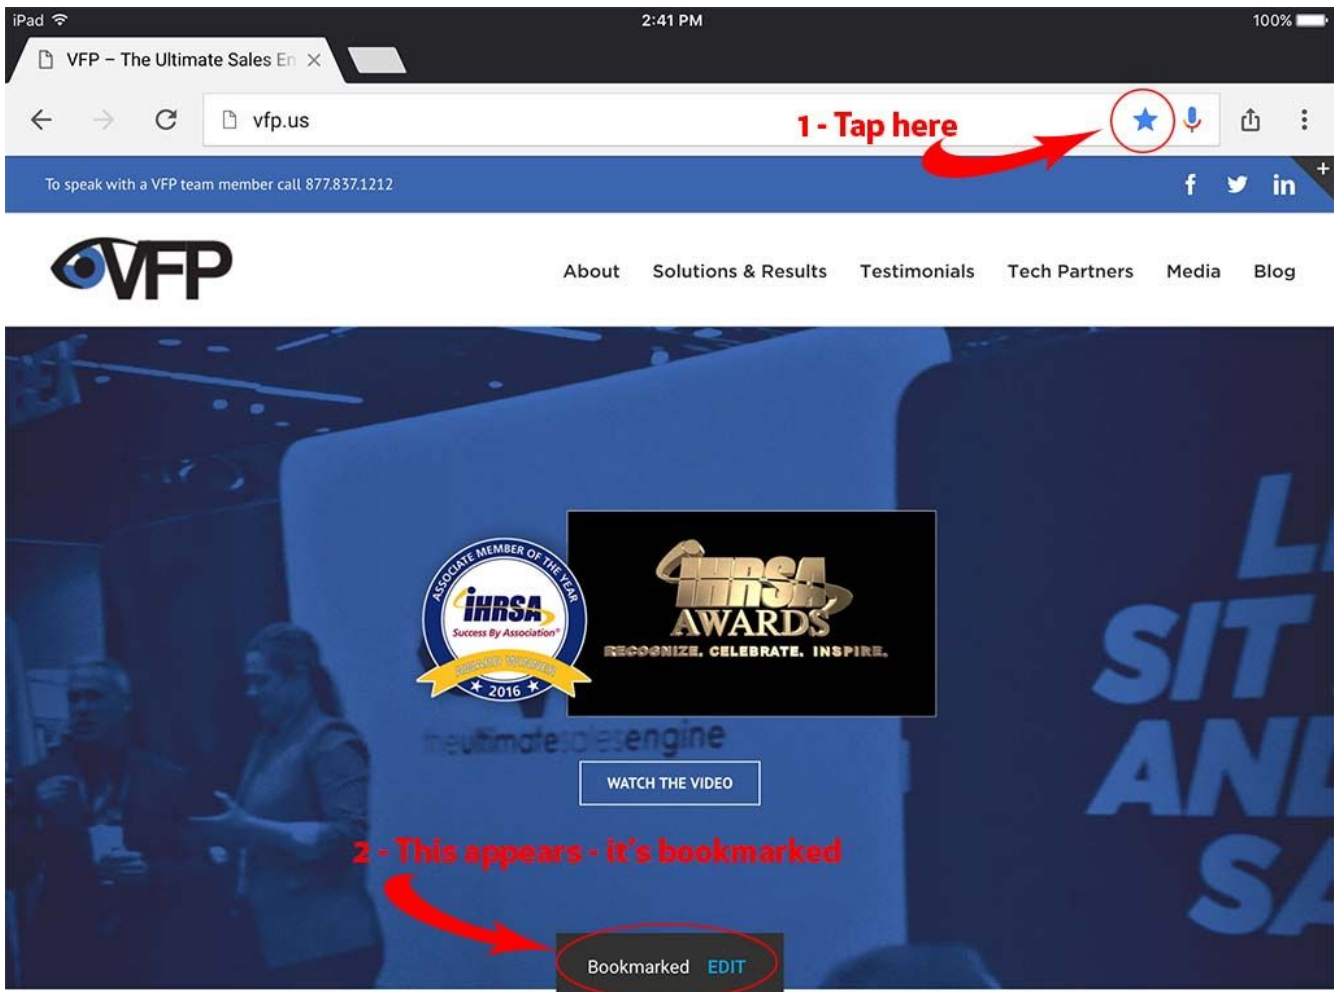 iPad 2:41 PM 100%
VFP – The Ultimate Sales En
vfp.us
1 - Tap here
To speak with a VFP team member call 877.837.1212
f in +
VFP
About Solutions & Results Testimonials Tech Partners Media Blog
ASSOCIATE MEMBER OF THE YEAR
IHRSA
Success By Association®
AWARD WINNER
2016
IHRSA
AWARDS
RECOGNIZE. CELEBRATE. INSPIRE.
theultimatesalesengine
WATCH THE VIDEO
SIT
2 - This appears - it's bookmarked
Bookmarked EDIT